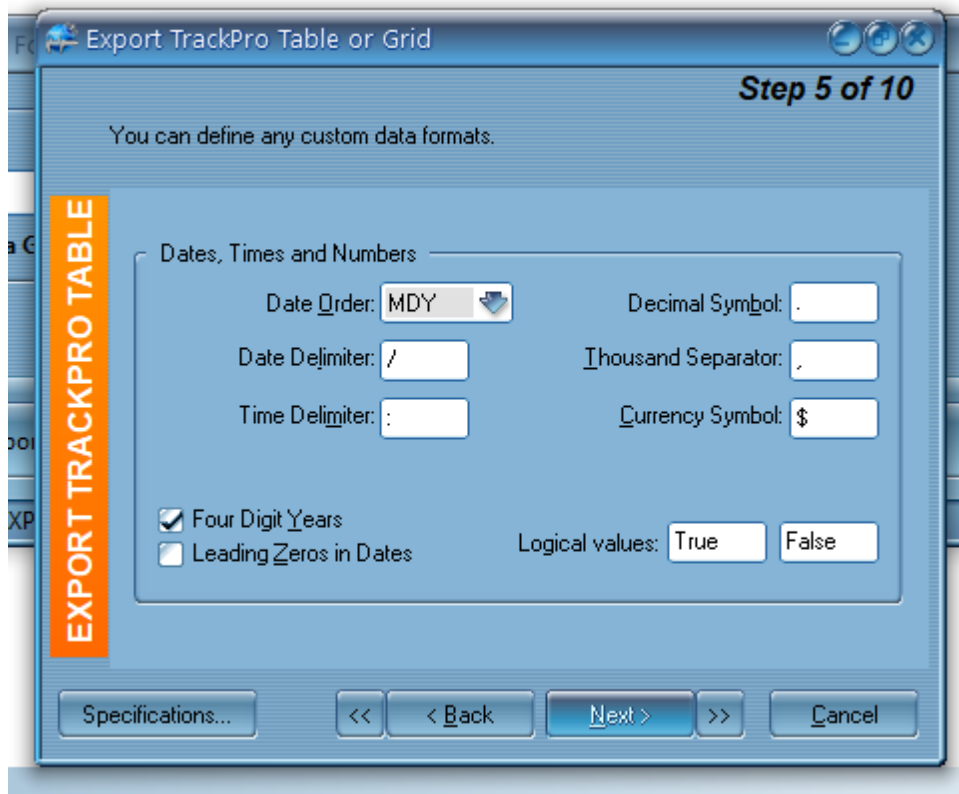 Export TrackPro Table or Grid
Step 5 of 10
You can define any custom data formats.
EXPORT TRACKPRO TABLE
Dates, Times and Numbers
Date Order: MDY
Decimal Symbol: .
Date Delimiter: /
Thousand Separator: ,
Time Delimiter: :
Currency Symbol: $
Four Digit Years
Leading Zeros in Dates
Logical values: True False
Specifications...
<<
< Back
Next >
>>
Cancel